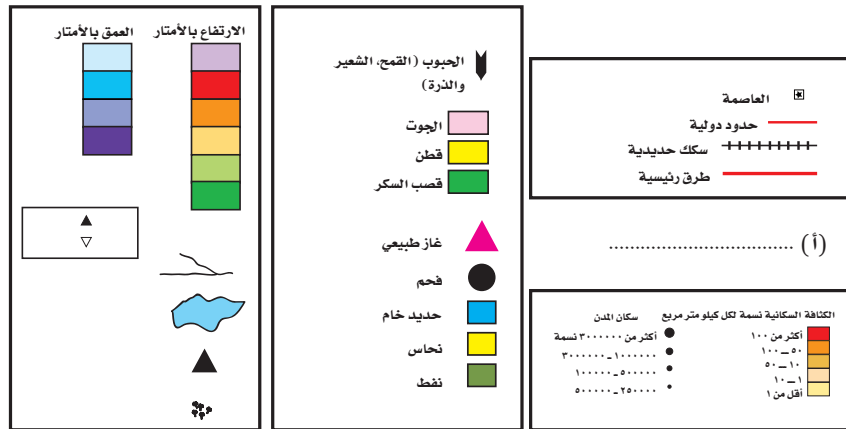 العاصمة
حدود دولية
سكك حديدية
طرق رئيسية
(أ) ..................................
الكثافة السكانية نسمة لكل كيلو متر مربع
أكثر من ١٠٠
٥٠ – ١٠٠
١٠ – ٥٠
١ – ١٠
أقل من ١
سكان المدن
أكثر من ٣٠٠٠٠٠٠ نسمة
١٠٠٠٠٠٠ - ٣٠٠٠٠٠٠
٥٠٠٠٠٠ - ١٠٠٠٠٠٠
٢٥٠٠٠٠ - ٥٠٠٠٠٠
الحبوب (القمح، الشعير
والذرة)
الجوت
قطن
قصب السكر
غاز طبيعي
فحم
حديد خام
نحاس
نفط
الارتفاع بالأمتار
العمق بالأمتار